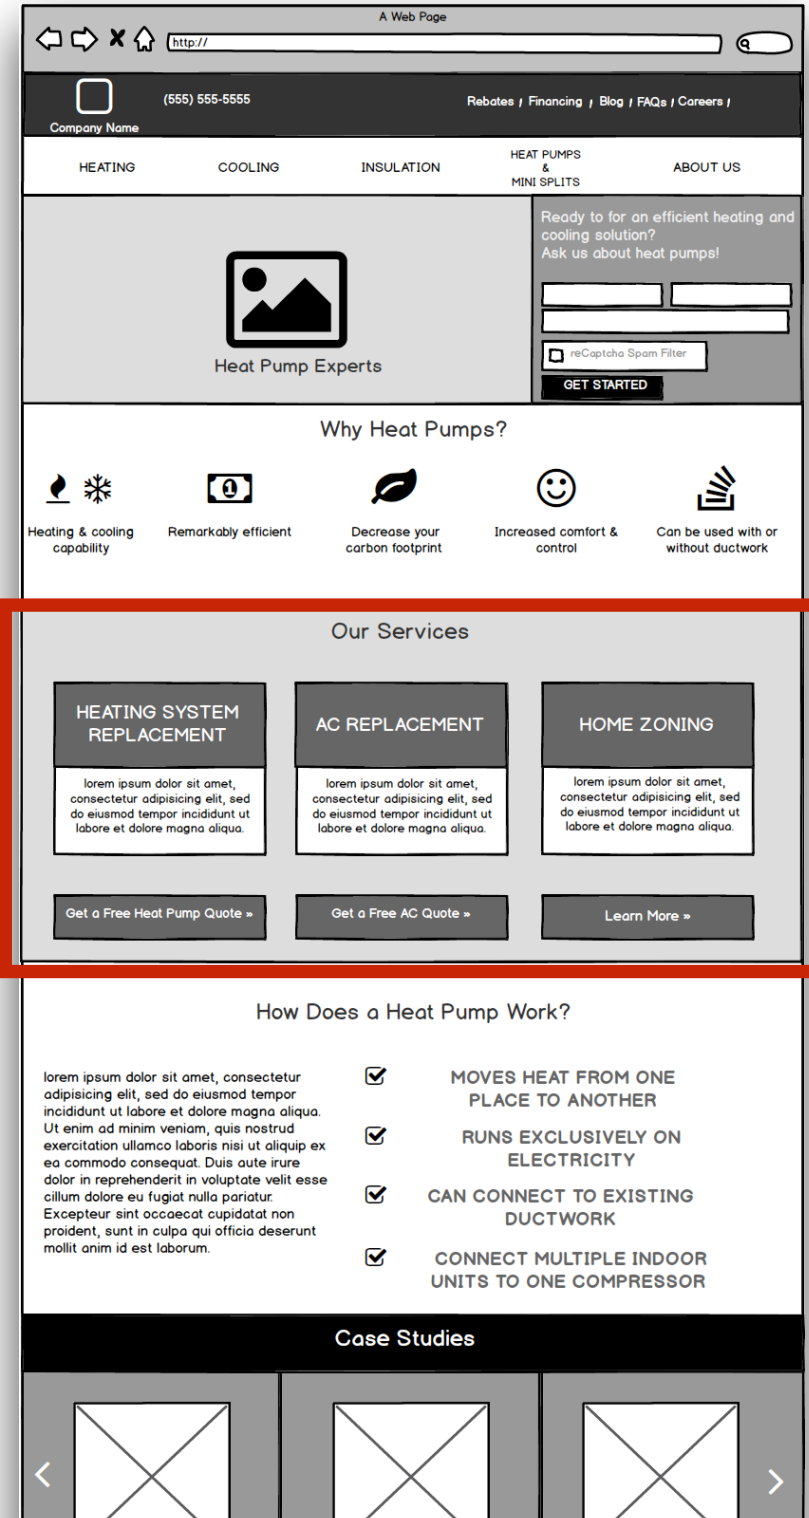 A Web Page
http://
(555) 555-5555
Rebates / Financing / Blog / FAQs / Careers /
Company Name
HEATING
COOLING
INSULATION
HEAT PUMPS
&
MINI SPLITS
ABOUT US
Heat Pump Experts
Ready to for an efficient heating and
cooling solution?
Ask us about heat pumps!
reCaptcha Spam Filter
GET STARTED
Why Heat Pumps?
Heating & cooling
capability
Remarkably efficient
Decrease your
carbon footprint
Increased comfort &
control
Can be used with or
without ductwork
Our Services
HEATING SYSTEM
REPLACEMENT
lorem ipsum dolor sit amet,
consectetur adipisicing elit, sed
do eiusmod tempor incididunt ut
labore et dolore magna aliqua.
Get a Free Heat Pump Quote »
AC REPLACEMENT
lorem ipsum dolor sit amet,
consectetur adipisicing elit, sed
do eiusmod tempor incididunt ut
labore et dolore magna aliqua.
Get a Free AC Quote »
HOME ZONING
lorem ipsum dolor sit amet,
consectetur adipisicing elit, sed
do eiusmod tempor incididunt ut
labore et dolore magna aliqua.
Learn More »
How Does a Heat Pump Work?
lorem ipsum dolor sit amet, consectetur
adipisicing elit, sed do eiusmod tempor
incididunt ut labore et dolore magna aliqua.
Ut enim ad minim veniam, quis nostrud
exercitation ullamco laboris nisi ut aliquip ex
ea commodo consequat. Duis aute irure
dolor in reprehenderit in voluptate velit esse
cillum dolore eu fugiat nulla pariatur.
Excepteur sint occaecat cupidatat non
proident, sunt in culpa qui officia deserunt
mollit anim id est laborum.
MOVES HEAT FROM ONE
PLACE TO ANOTHER
RUNS EXCLUSIVELY ON
ELECTRICITY
CAN CONNECT TO EXISTING
DUCTWORK
CONNECT MULTIPLE INDOOR
UNITS TO ONE COMPRESSOR
Case Studies